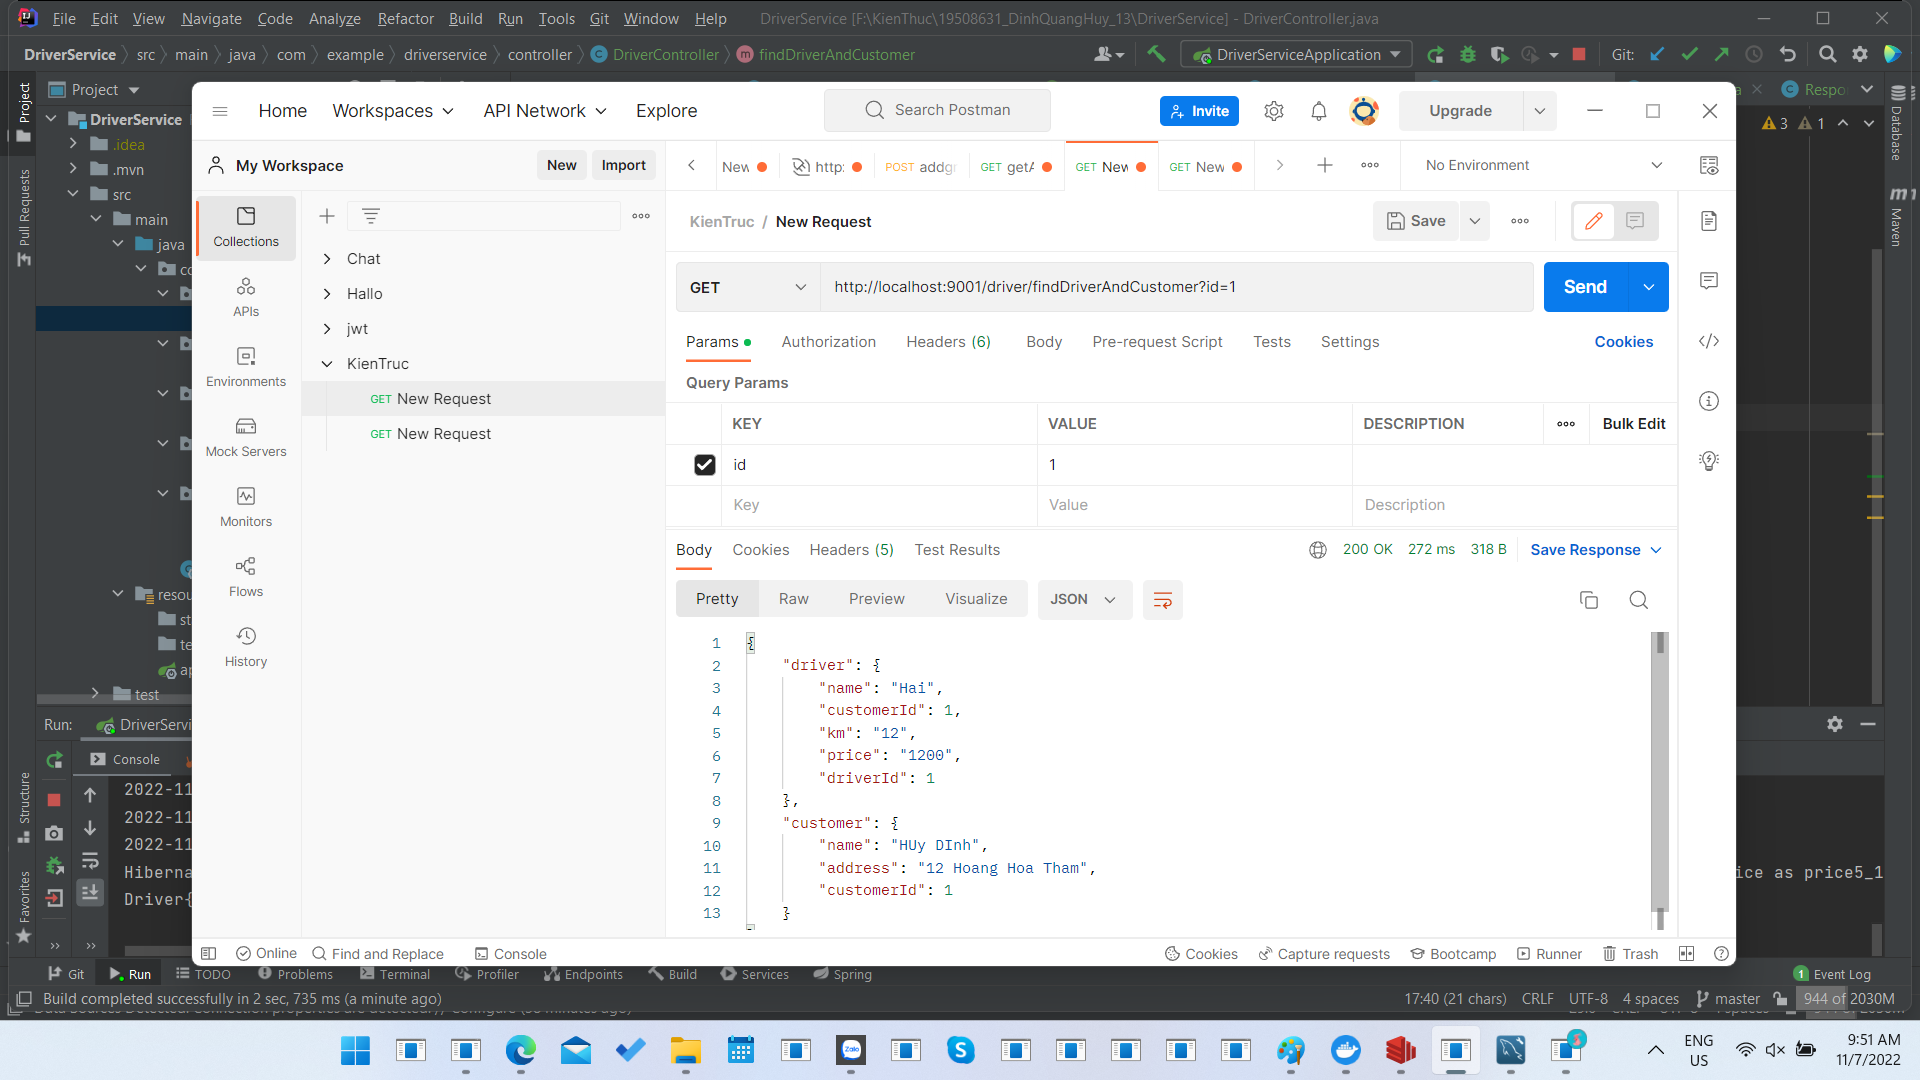 File Edit View Navigate Code Analyze Refactor Build Run Tools Git Window Help DriverService [F:\KienThuc\19508631_DinhQuangHuy_13\DriverService] - DriverController.java
DriverService src main java com example driverservice controller DriverController findDriverAndCustomer DriverServiceApplication Git:
Project
Project
DriverService
.idea
.mvn
src
main
java
resou
test
Pull Requests
Structure
Favorites
Database
Maven
Respo
3 1
Home Workspaces API Network Explore Search Postman Invite Upgrade
My Workspace New Import
New http: POST addgr GET getA GET New GET New No Environment
Collections
APIs
Environments
Mock Servers
Monitors
Flows
History
Chat
Hallo
jwt
KienTruc
GET New Request
GET New Request
KienTruc / New Request Save
GET http://localhost:9001/driver/findDriverAndCustomer?id=1 Send
Params Authorization Headers (6) Body Pre-request Script Tests Settings Cookies
Query Params
KEY VALUE DESCRIPTION Bulk Edit
id 1
Key Value Description
Body Cookies Headers (5) Test Results 200 OK 272 ms 318 B Save Response
Pretty Raw Preview Visualize JSON
1 {
2 "driver": {
3 "name": "Hai",
4 "customerId": 1,
5 "km": "12",
6 "price": "1200",
7 "driverId": 1
8 },
9 "customer": {
10 "name": "HUy DInh",
11 "address": "12 Hoang Hoa Tham",
12 "customerId": 1
13 }
Online Find and Replace Console Cookies Capture requests Bootcamp Runner Trash
Run: DriverServi
Console
2022-11
2022-11
2022-11
Hiberna
ice as price5_1
Driver{
Git Run TODO Problems Terminal Profiler Endpoints Build Services Spring 1 Event Log
Build completed successfully in 2 sec, 735 ms (a minute ago) 17:40 (21 chars) CRLF UTF-8 4 spaces master 944 of 2030M
Zalo
ENG
US
9:51 AM
11/7/2022